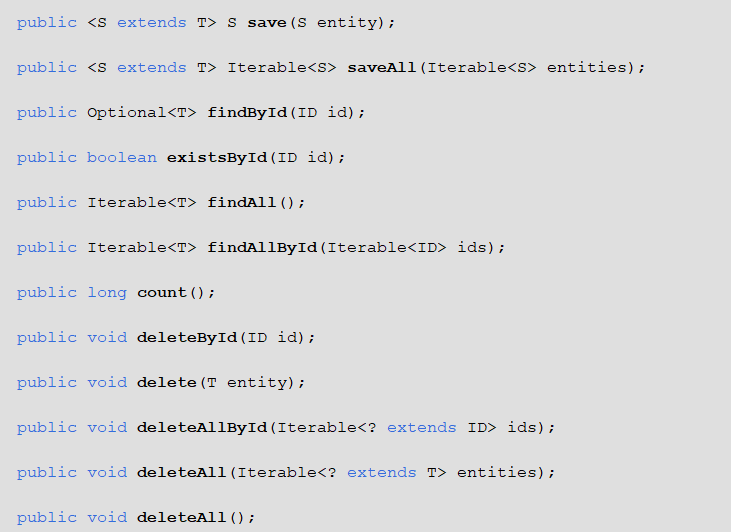 public <S extends T> S save(S entity);
public <S extends T> Iterable<S> saveAll(Iterable<S> entities);
public Optional<T> findById(ID id);
public boolean existsById(ID id);
public Iterable<T> findAll();
public Iterable<T> findAllById(Iterable<ID> ids);
public long count();
public void deleteById(ID id);
public void delete(T entity);
public void deleteAllById(Iterable<? extends ID> ids);
public void deleteAll(Iterable<? extends T> entities);
public void deleteAll();